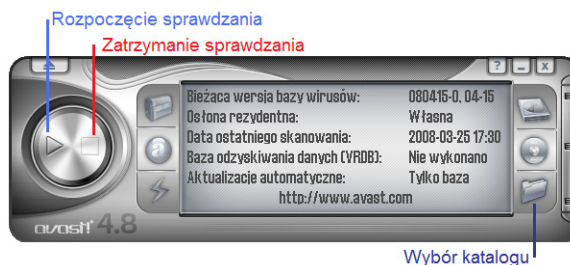 Rozpoczęcie sprawdzania
Zatrzymanie sprawdzania
? _ x
Bieżąca wersja bazy wirusów: 080415-0, 04-15
Osłona rezydentna: Własna
Data ostatniego skanowania: 2008-03-25 17:30
Baza odzyskiwania danych (VRDB): Nie wykonano
Aktualizacje automatyczne: Tylko baza
http://www.avast.com
avast! 4.8
Wybór katalogu